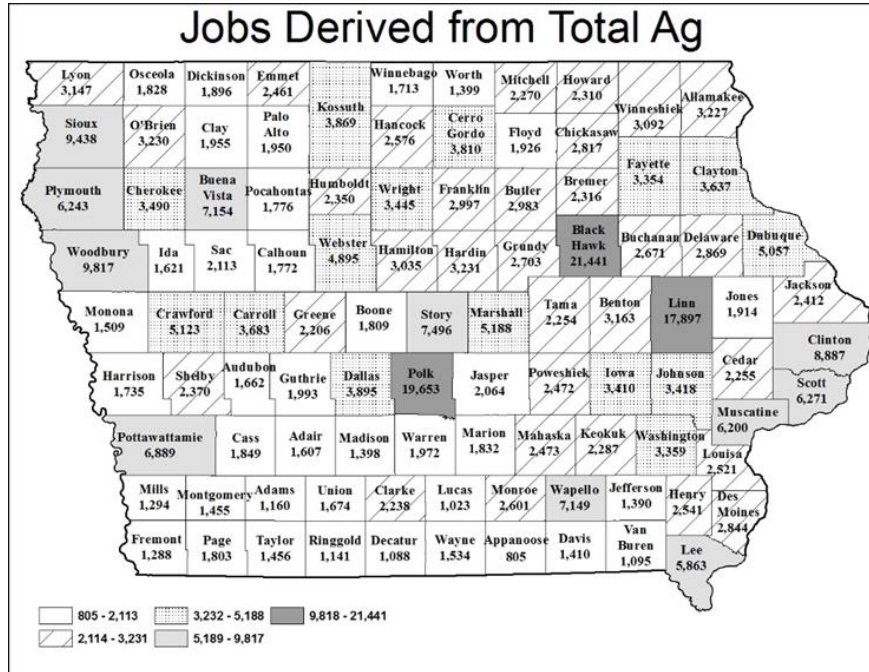 Jobs Derived from Total Ag
Lyon
3,147
Osceola
1,828
Dickinson
1,896
Emmet
2,461
Kossuth
3,869
Winnebago
1,713
Worth
1,399
Mitchell
2,270
Howard
2,310
Winneshiek
3,092
Allamakee
3,227
Sioux
9,438
O'Brien
3,230
Clay
1,955
Palo
Alto
1,950
Hancock
2,576
Cerro
Gordo
3,810
Floyd
1,926
Chickasaw
2,817
Fayette
3,354
Clayton
3,637
Plymouth
6,243
Cherokee
3,490
Buena
Vista
7,154
Pocahontas
1,776
Humboldt
2,350
Wright
3,445
Franklin
2,997
Butler
2,983
Bremer
2,316
Woodbury
9,817
Ida
1,621
Sac
2,113
Calhoun
1,772
Webster
4,895
Hamilton
3,035
Hardin
3,231
Grundy
2,703
Black
Hawk
21,441
Buchanan
2,671
Delaware
2,869
Dubuque
5,057
Monona
1,509
Crawford
5,123
Carroll
3,683
Greene
2,206
Boone
1,809
Story
7,496
Marshall
5,188
Tama
2,254
Benton
3,163
Linn
17,897
Jones
1,914
Jackson
2,412
Clinton
8,887
Harrison
1,735
Shelby
2,370
Audubon
1,662
Guthrie
1,993
Dallas
3,895
Polk
19,653
Jasper
2,064
Poweshiek
2,472
Iowa
3,410
Johnson
3,418
Cedar
2,255
Scott
6,271
Muscatine
6,200
Pottawattamie
6,889
Cass
1,849
Adair
1,607
Madison
1,398
Warren
1,972
Marion
1,832
Mahaska
2,473
Keokuk
2,287
Washington
3,359
Louisa
2,521
Mills
1,294
Montgomery
1,455
Adams
1,160
Union
1,674
Clarke
2,238
Lucas
1,023
Monroe
2,601
Wapello
7,149
Jefferson
1,390
Henry
2,541
Des
Moines
2,844
Fremont
1,288
Page
1,803
Taylor
1,456
Ringgold
1,141
Decatur
1,088
Wayne
1,534
Appanoose
805
Davis
1,410
Van
Buren
1,095
Lee
5,863
805 - 2,113
3,232 - 5,188
9,818 - 21,441
2,114 - 3,231
5,189 - 9,817